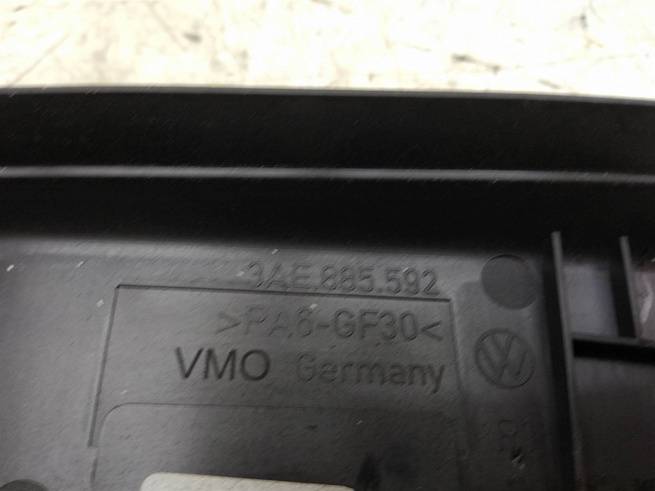 3AE.885.592
>PA6-GF30<
VMO Germany